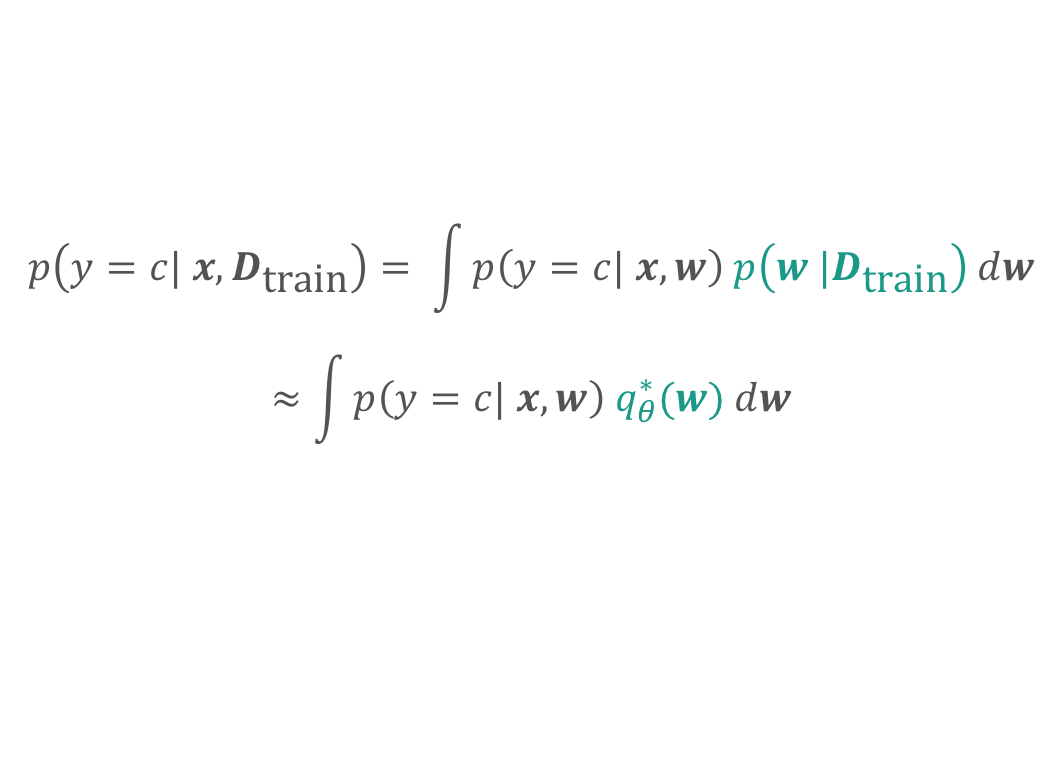 p(y = c| x, D_train) = ∫ p(y = c| x, w) p(w |D_train) dw
≈ ∫ p(y = c| x, w) q*_θ(w) dw